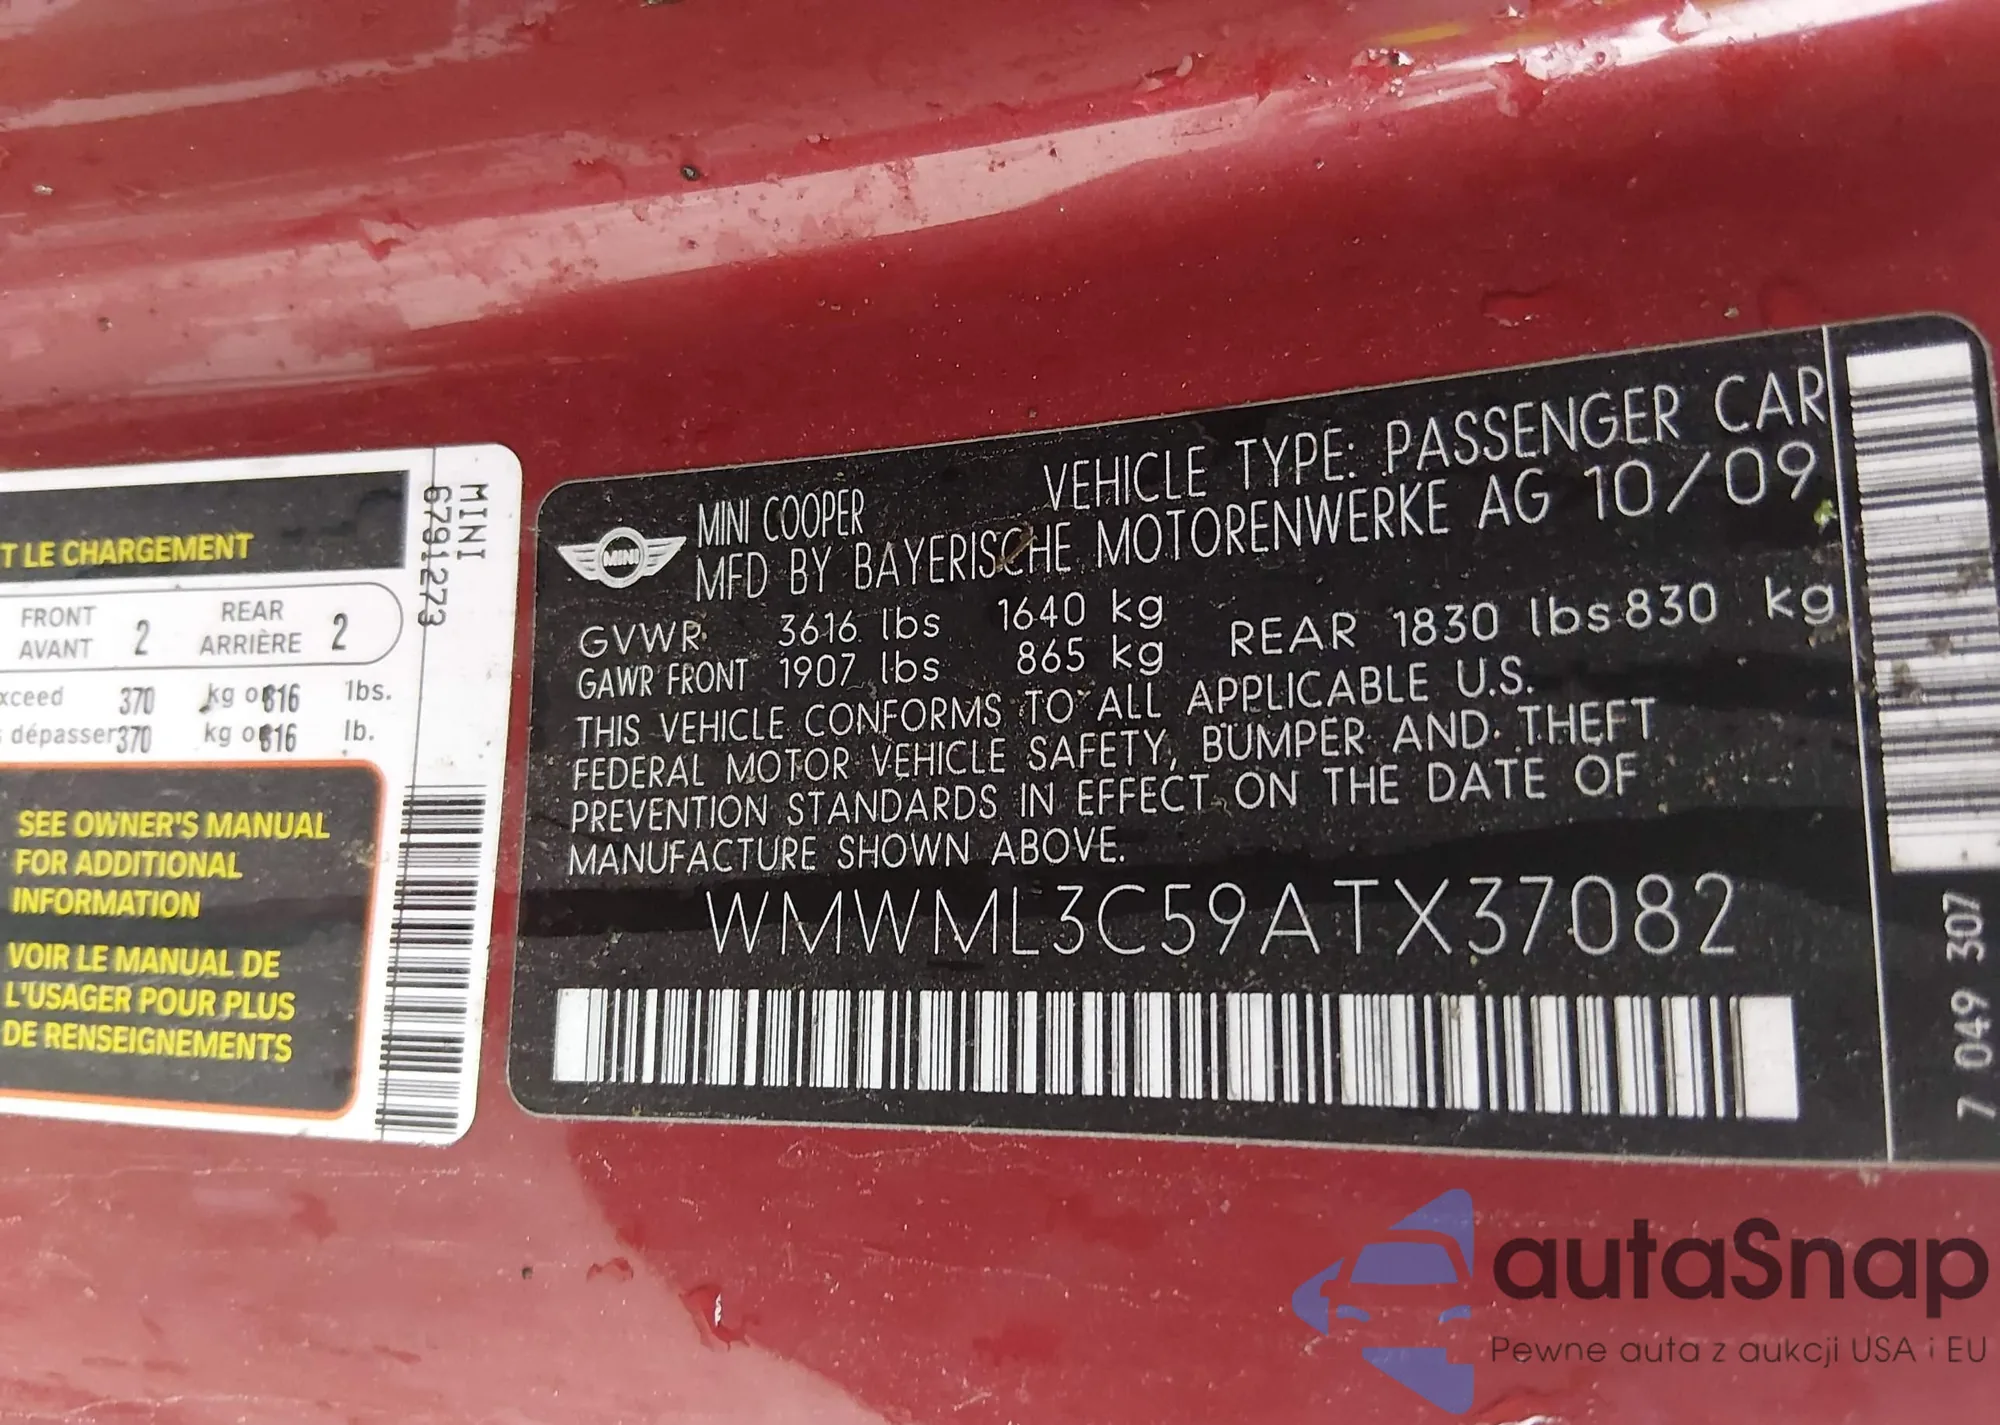 T LE CHARGEMENT
FRONT
AVANT 2 REAR
ARRIÈRE 2
xceed 370 kg o 816 lbs.
dépasser 370 kg o 816 lb.
SEE OWNER'S MANUAL
FOR ADDITIONAL
INFORMATION
VOIR LE MANUAL DE
L'USAGER POUR PLUS
DE RENSEIGNEMENTS
MINI
6791273
MINI
MINI COOPER VEHICLE TYPE: PASSENGER CAR
MFD BY BAYERISCHE MOTORENWERKE AG 10/09
GVWR 3616 lbs 1640 kg
GAWR FRONT 1907 lbs 865 kg REAR 1830 lbs 830 kg
THIS VEHICLE CONFORMS TO ALL APPLICABLE U.S.
FEDERAL MOTOR VEHICLE SAFETY, BUMPER AND THEFT
PREVENTION STANDARDS IN EFFECT ON THE DATE OF
MANUFACTURE SHOWN ABOVE.
WMWML3C59ATX37082
7 049 307
autaSnap
Pewne auta z aukcji USA i EU